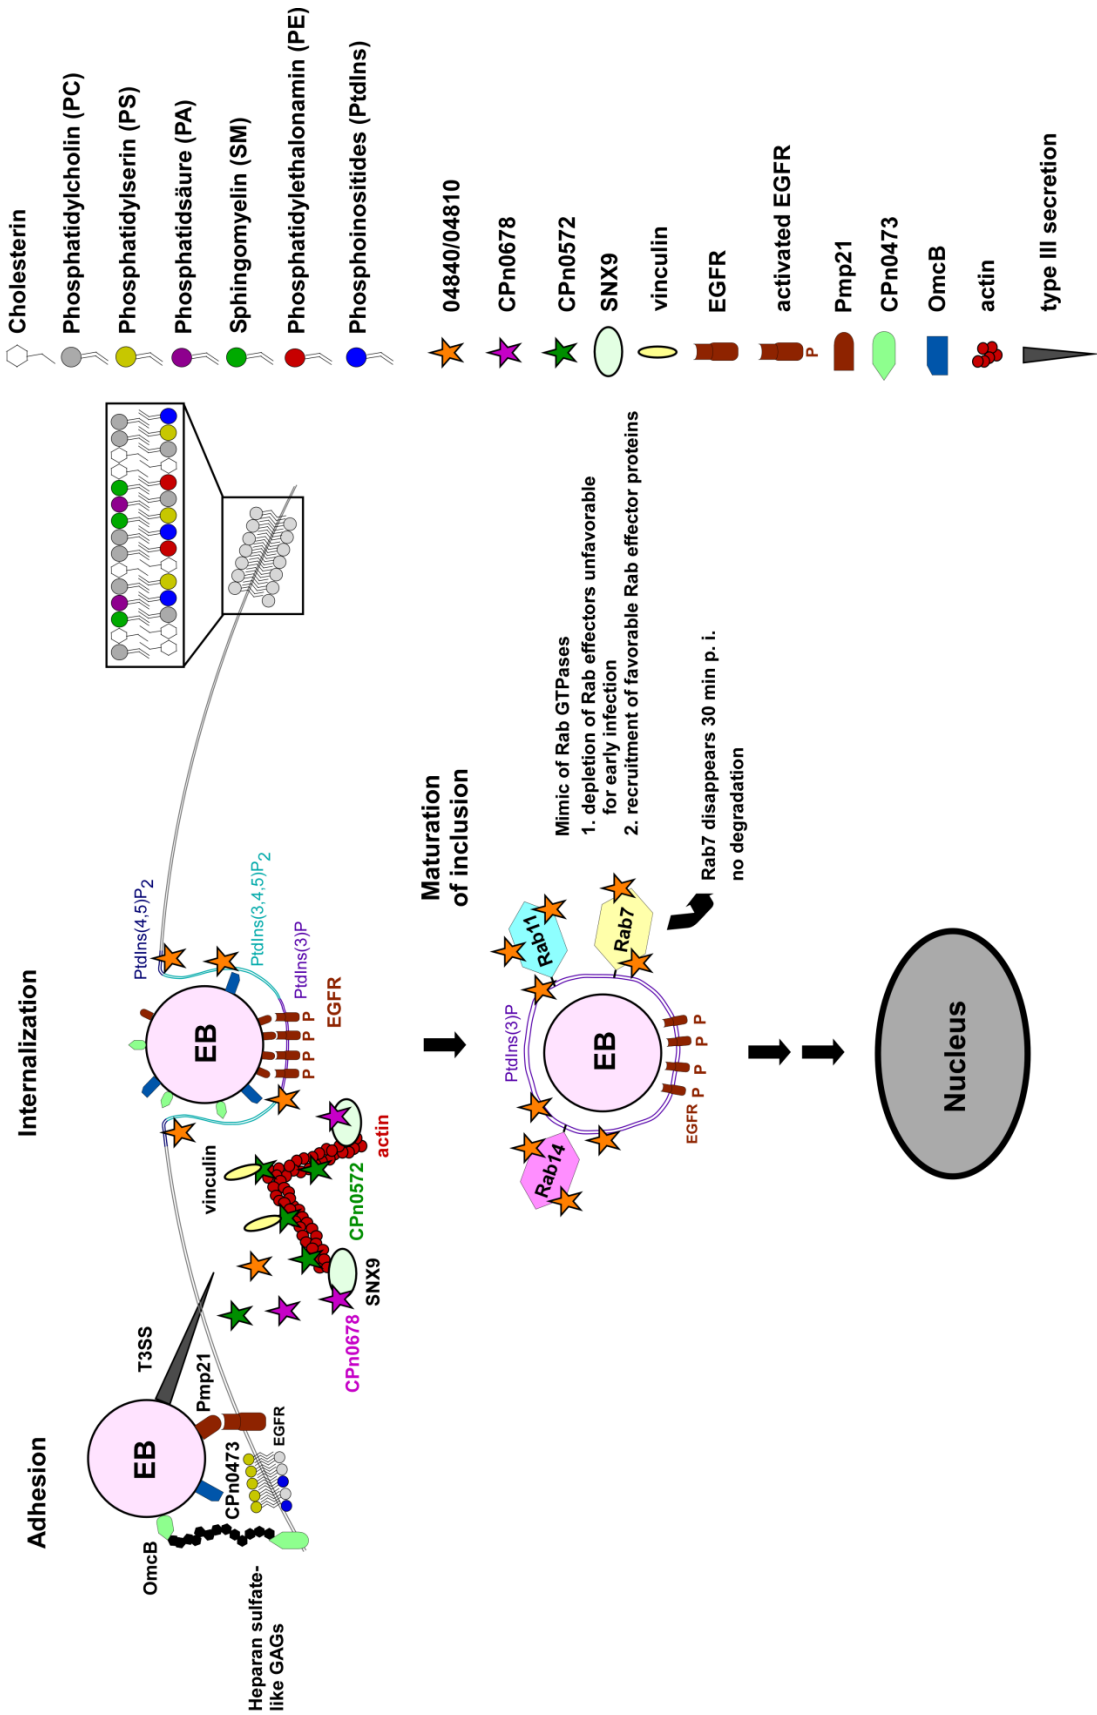 Adhesion
EB
OmcB
T3SS
Pmp21
CPn0473
EGFR
Heparan sulfate-
like GAGs
Internalization
EB
PtdIns(4,5)P2
PtdIns(3,4,5)P2
PtdIns(3)P
P P P P
EGFR
vinculin
actin
CPn0572
SNX9
CPn0678
Maturation
of inclusion
EB
PtdIns(3)P
Rab14
Rab11
Rab7
EGFR
P P P P
Mimic of Rab GTPases
1. depletion of Rab effectors unfavorable
for early infection
2. recruitment of favorable Rab effector proteins
Rab7 disappears 30 min p. i.
no degradation
Nucleus
Cholesterin
Phosphatidylcholin (PC)
Phosphatidylserin (PS)
Phosphatidsäure (PA)
Sphingomyelin (SM)
Phosphatidylethalonamin (PE)
Phosphoinositides (PtdIns)
04840/04810
CPn0678
CPn0572
SNX9
vinculin
EGFR
P
activated EGFR
Pmp21
CPn0473
OmcB
actin
type III secretion